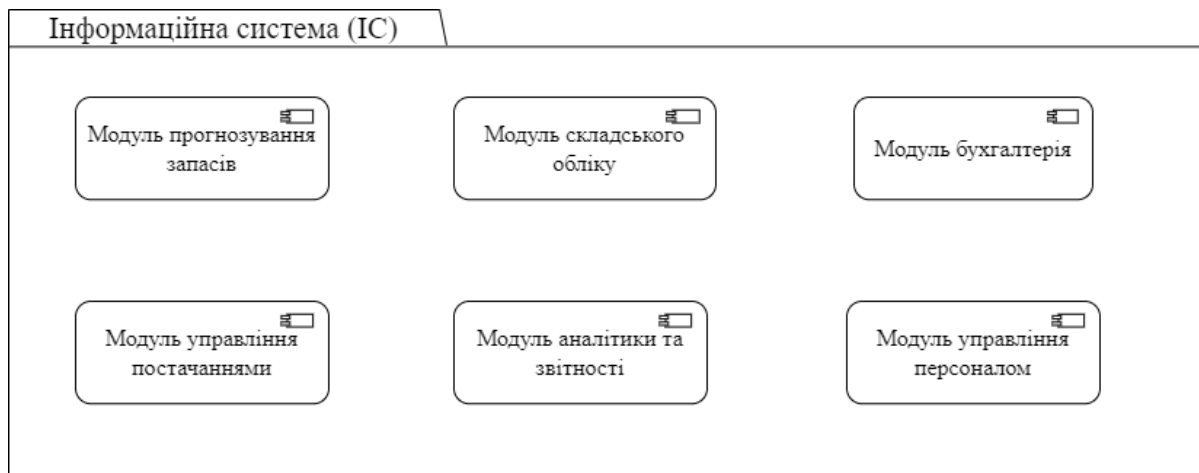 Інформаційна система (ІС)
Модуль прогнозування
запасів
Модуль складського
обліку
Модуль бухгалтерія
Модуль управління
постачаннями
Модуль аналітики та
звітності
Модуль управління
персоналом